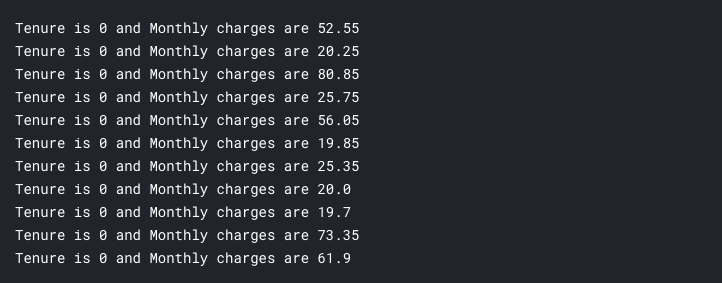 Tenure is 0 and Monthly charges are 52.55
Tenure is 0 and Monthly charges are 20.25
Tenure is 0 and Monthly charges are 80.85
Tenure is 0 and Monthly charges are 25.75
Tenure is 0 and Monthly charges are 56.05
Tenure is 0 and Monthly charges are 19.85
Tenure is 0 and Monthly charges are 25.35
Tenure is 0 and Monthly charges are 20.0
Tenure is 0 and Monthly charges are 19.7
Tenure is 0 and Monthly charges are 73.35
Tenure is 0 and Monthly charges are 61.9